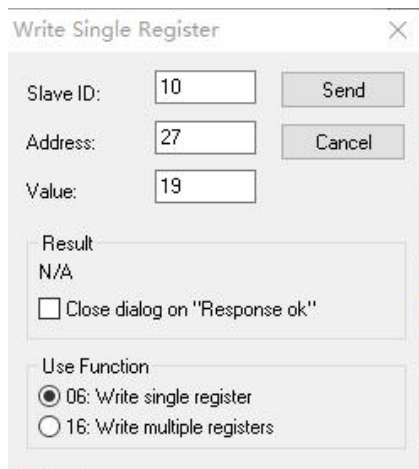 Write Single Register
Slave ID: 10 Send
Address: 27 Cancel
Value: 19
Result
N/A
Close dialog on "Response ok"
Use Function
06: Write single register
16: Write multiple registers